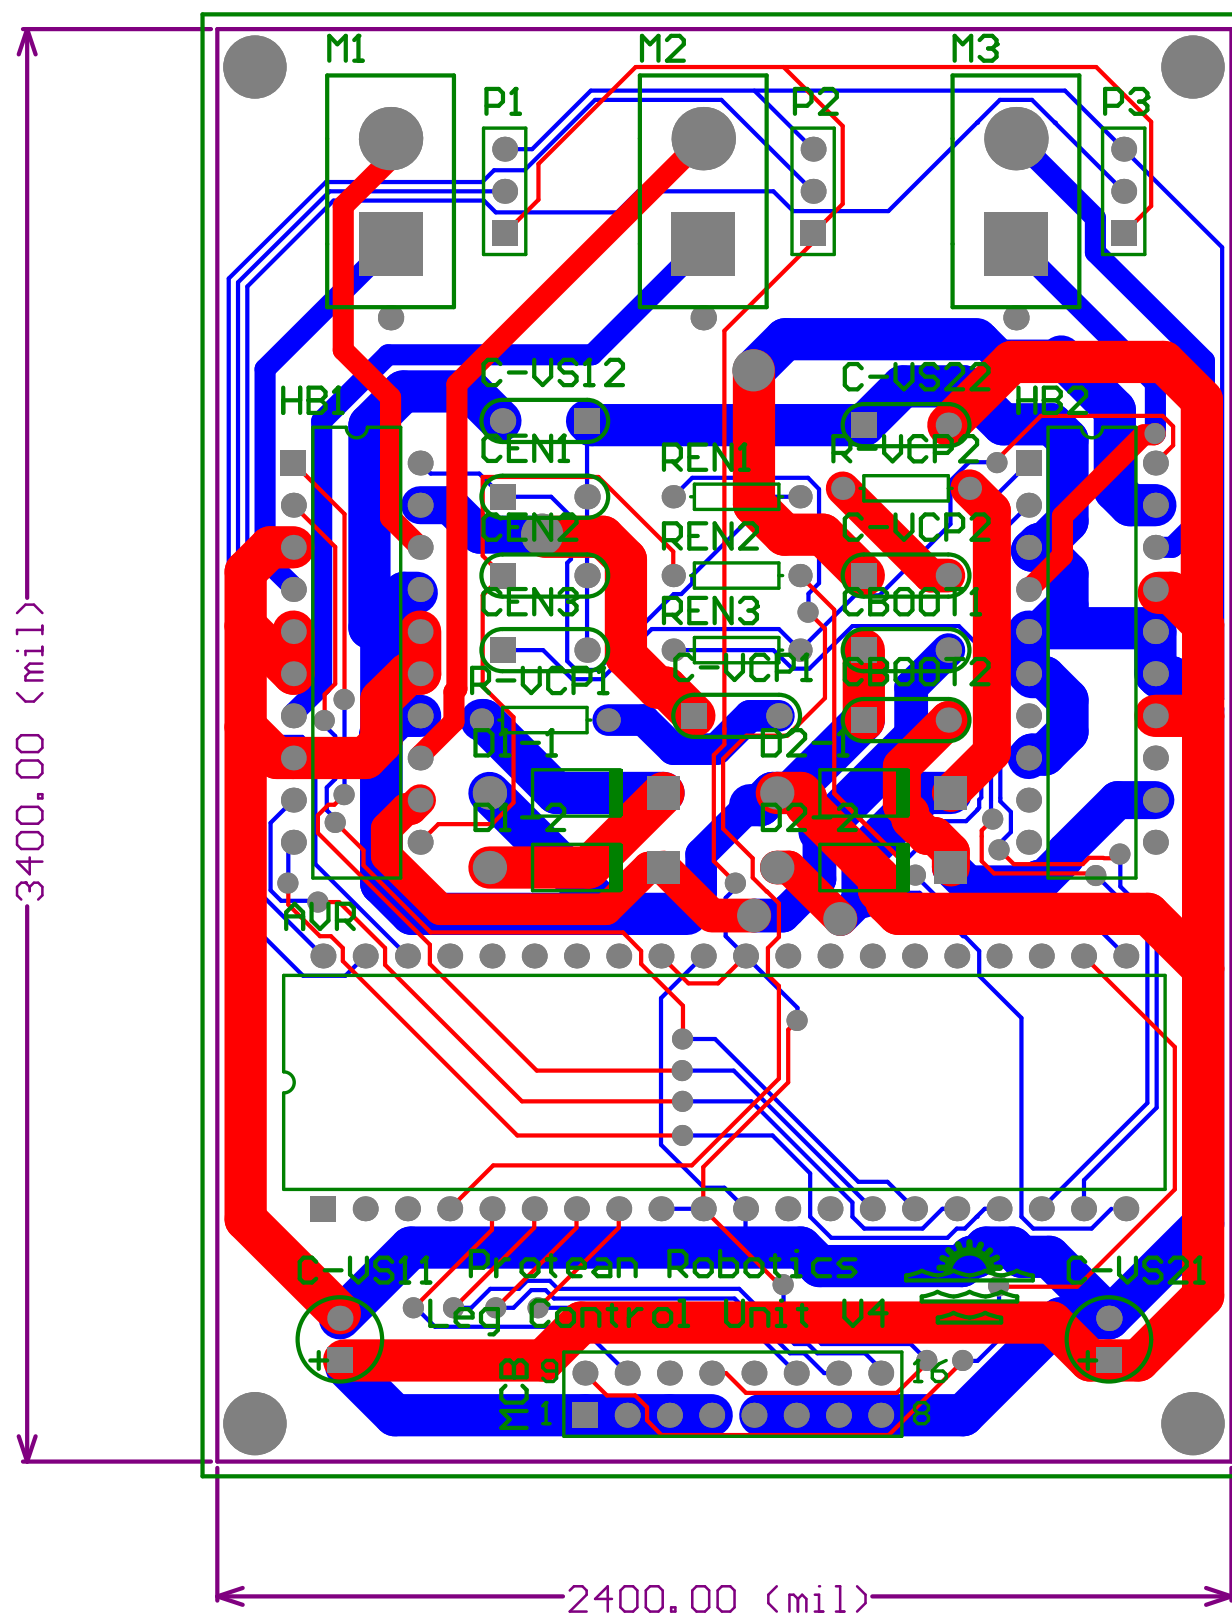 M1
M2
M3
P1
P2
P3
C-VS12
C-VS22
HB1
HB2
CEN1
REN1
R-VCP2
CEN2
REN2
C-VCP2
CEN3
REN3
CBOOT1
R-VCP1
C-VCP1
CBOOT2
D1-1
D2-1
D1-2
D2-2
AVR
3400.00 (mil)
Protean Robotics
C-VS11
C-VS21
Leg Control Unit V4
+
+
MCB
9
16
1
8
2400.00 (mil)